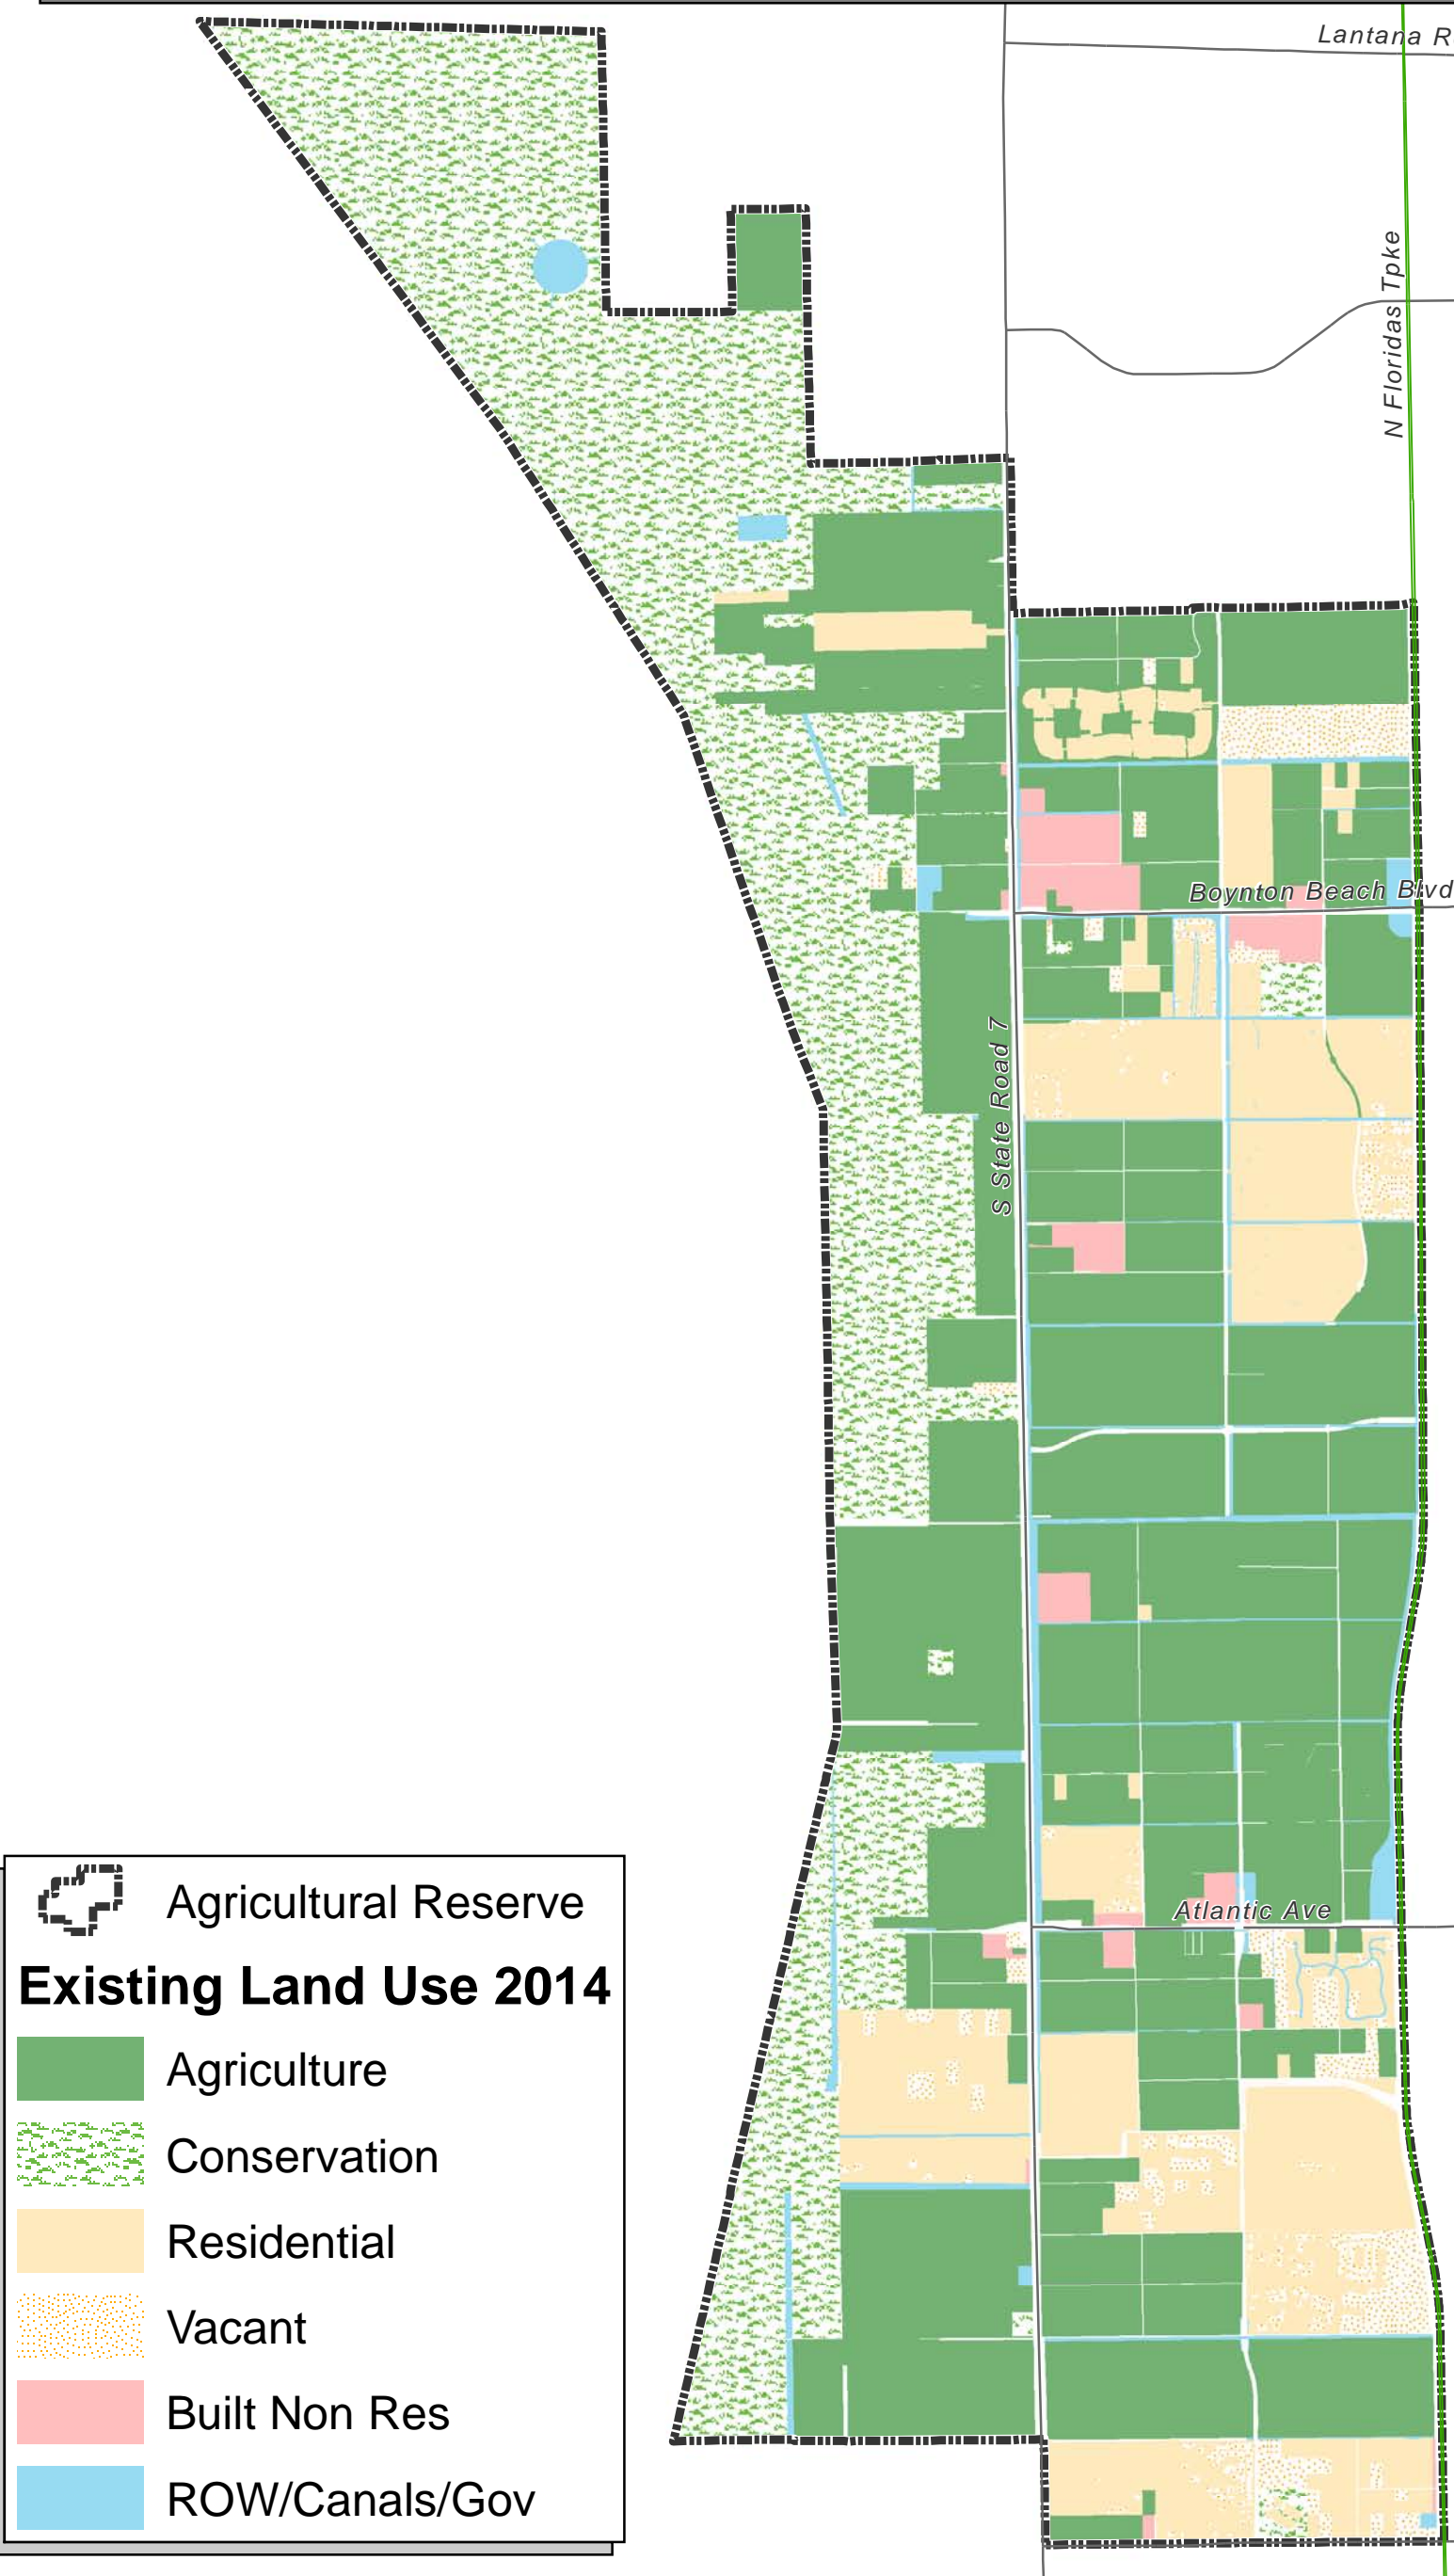 Lantana R
N Floridas Tpke
Boynton Beach Blvd
S State Road 7
Atlantic Ave
Agricultural Reserve
Existing Land Use 2014
Agriculture
Conservation
Residential
Vacant
Built Non Res
ROW/Canals/Gov